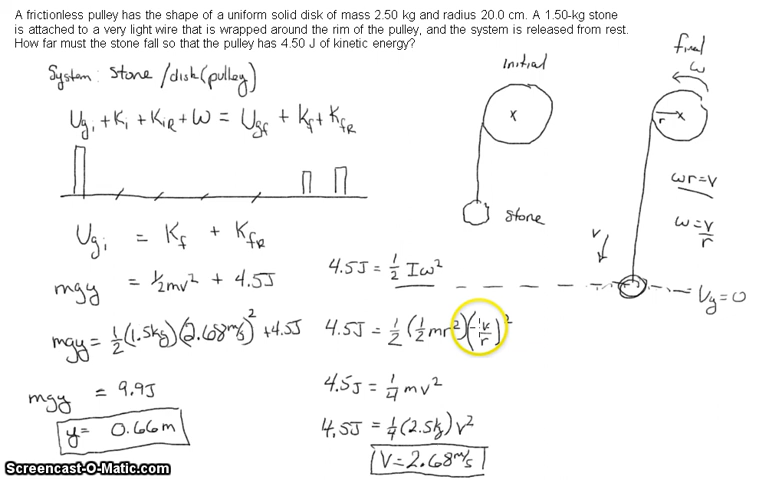 A frictionless pulley has the shape of a uniform solid disk of mass 2.50 kg and radius 20.0 cm. A 1.50-kg stone
is attached to a very light wire that is wrapped around the rim of the pulley, and the system is released from rest.
How far must the stone fall so that the pulley has 4.50 J of kinetic energy?
System: Stone / disk (pulley)
Ugi + Ki + KiR + W = Ugf + Kf + KfR
Initial
x
Stone
final
ω
r x
ωr = v
ω = v/r
v
Ug = 0
Ugi = Kf + KfR
mgy = 1/2mv² + 4.5J
mgy = 1/2(1.5kg)(2.68m/s)² + 4.5J
mgy = 9.9J
y = 0.66m
4.5J = 1/2 Iω²
4.5J = 1/2 (1/2 mr²)(v/r)²
4.5J = 1/4 mv²
4.5J = 1/4 (2.5kg) v²
V = 2.68m/s
Screencast-O-Matic.com